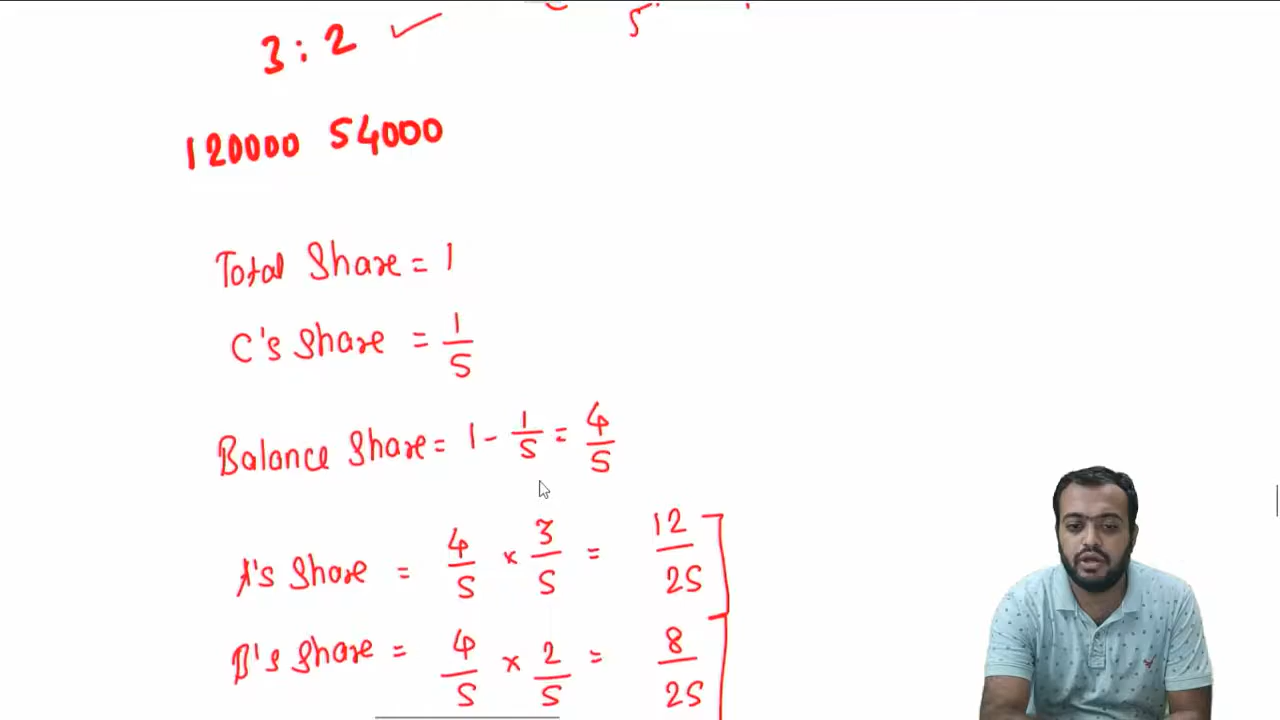 5
3 : 2 ✓
120000 54000
Total Share = 1
C's Share = 1/5
Balance Share = 1 - 1/5 = 4/5
A's Share = 4/5 × 3/5 = 12/25
B's Share = 4/5 × 2/5 = 8/25